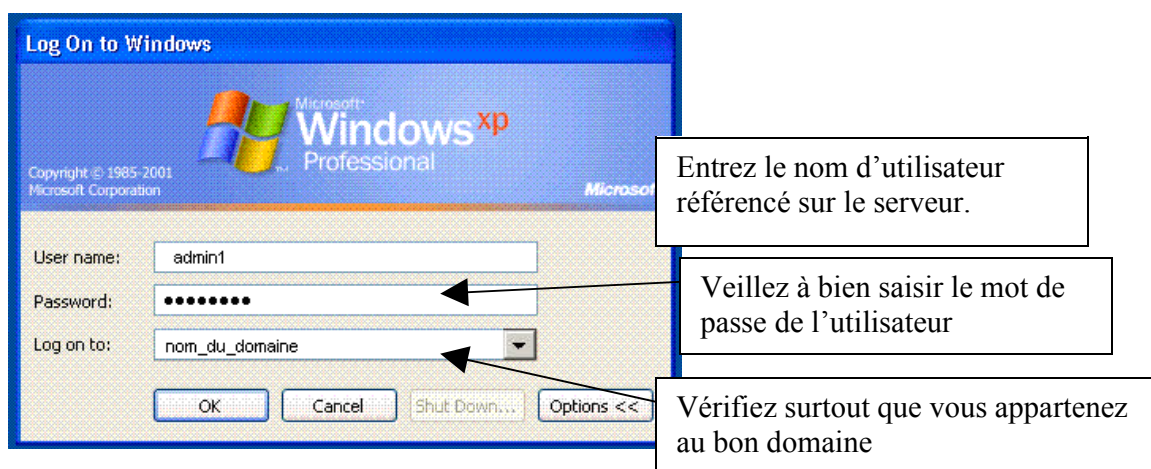 Log On to Windows
Microsoft
Windows xp
Professional
Copyright © 1985-2001
Microsoft Corporation
Microsof
User name: admin1
Password: ●●●●●●●●
Log on to: nom_du_domaine
OK Cancel Shut Down... Options <<
Entrez le nom d’utilisateur
référencé sur le serveur.
Veillez à bien saisir le mot de
passe de l’utilisateur
Vérifiez surtout que vous appartenez
au bon domaine